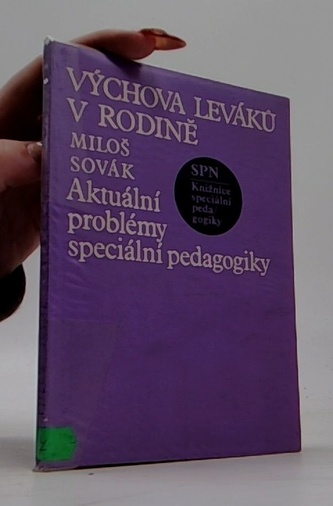 VÝCHOVA LEVÁKŮ
V RODINĚ
MILOŠ
SOVÁK
Aktuální
problémy
speciální pedagogiky
SPN
Knižnice
speciální
peda/
gogiky